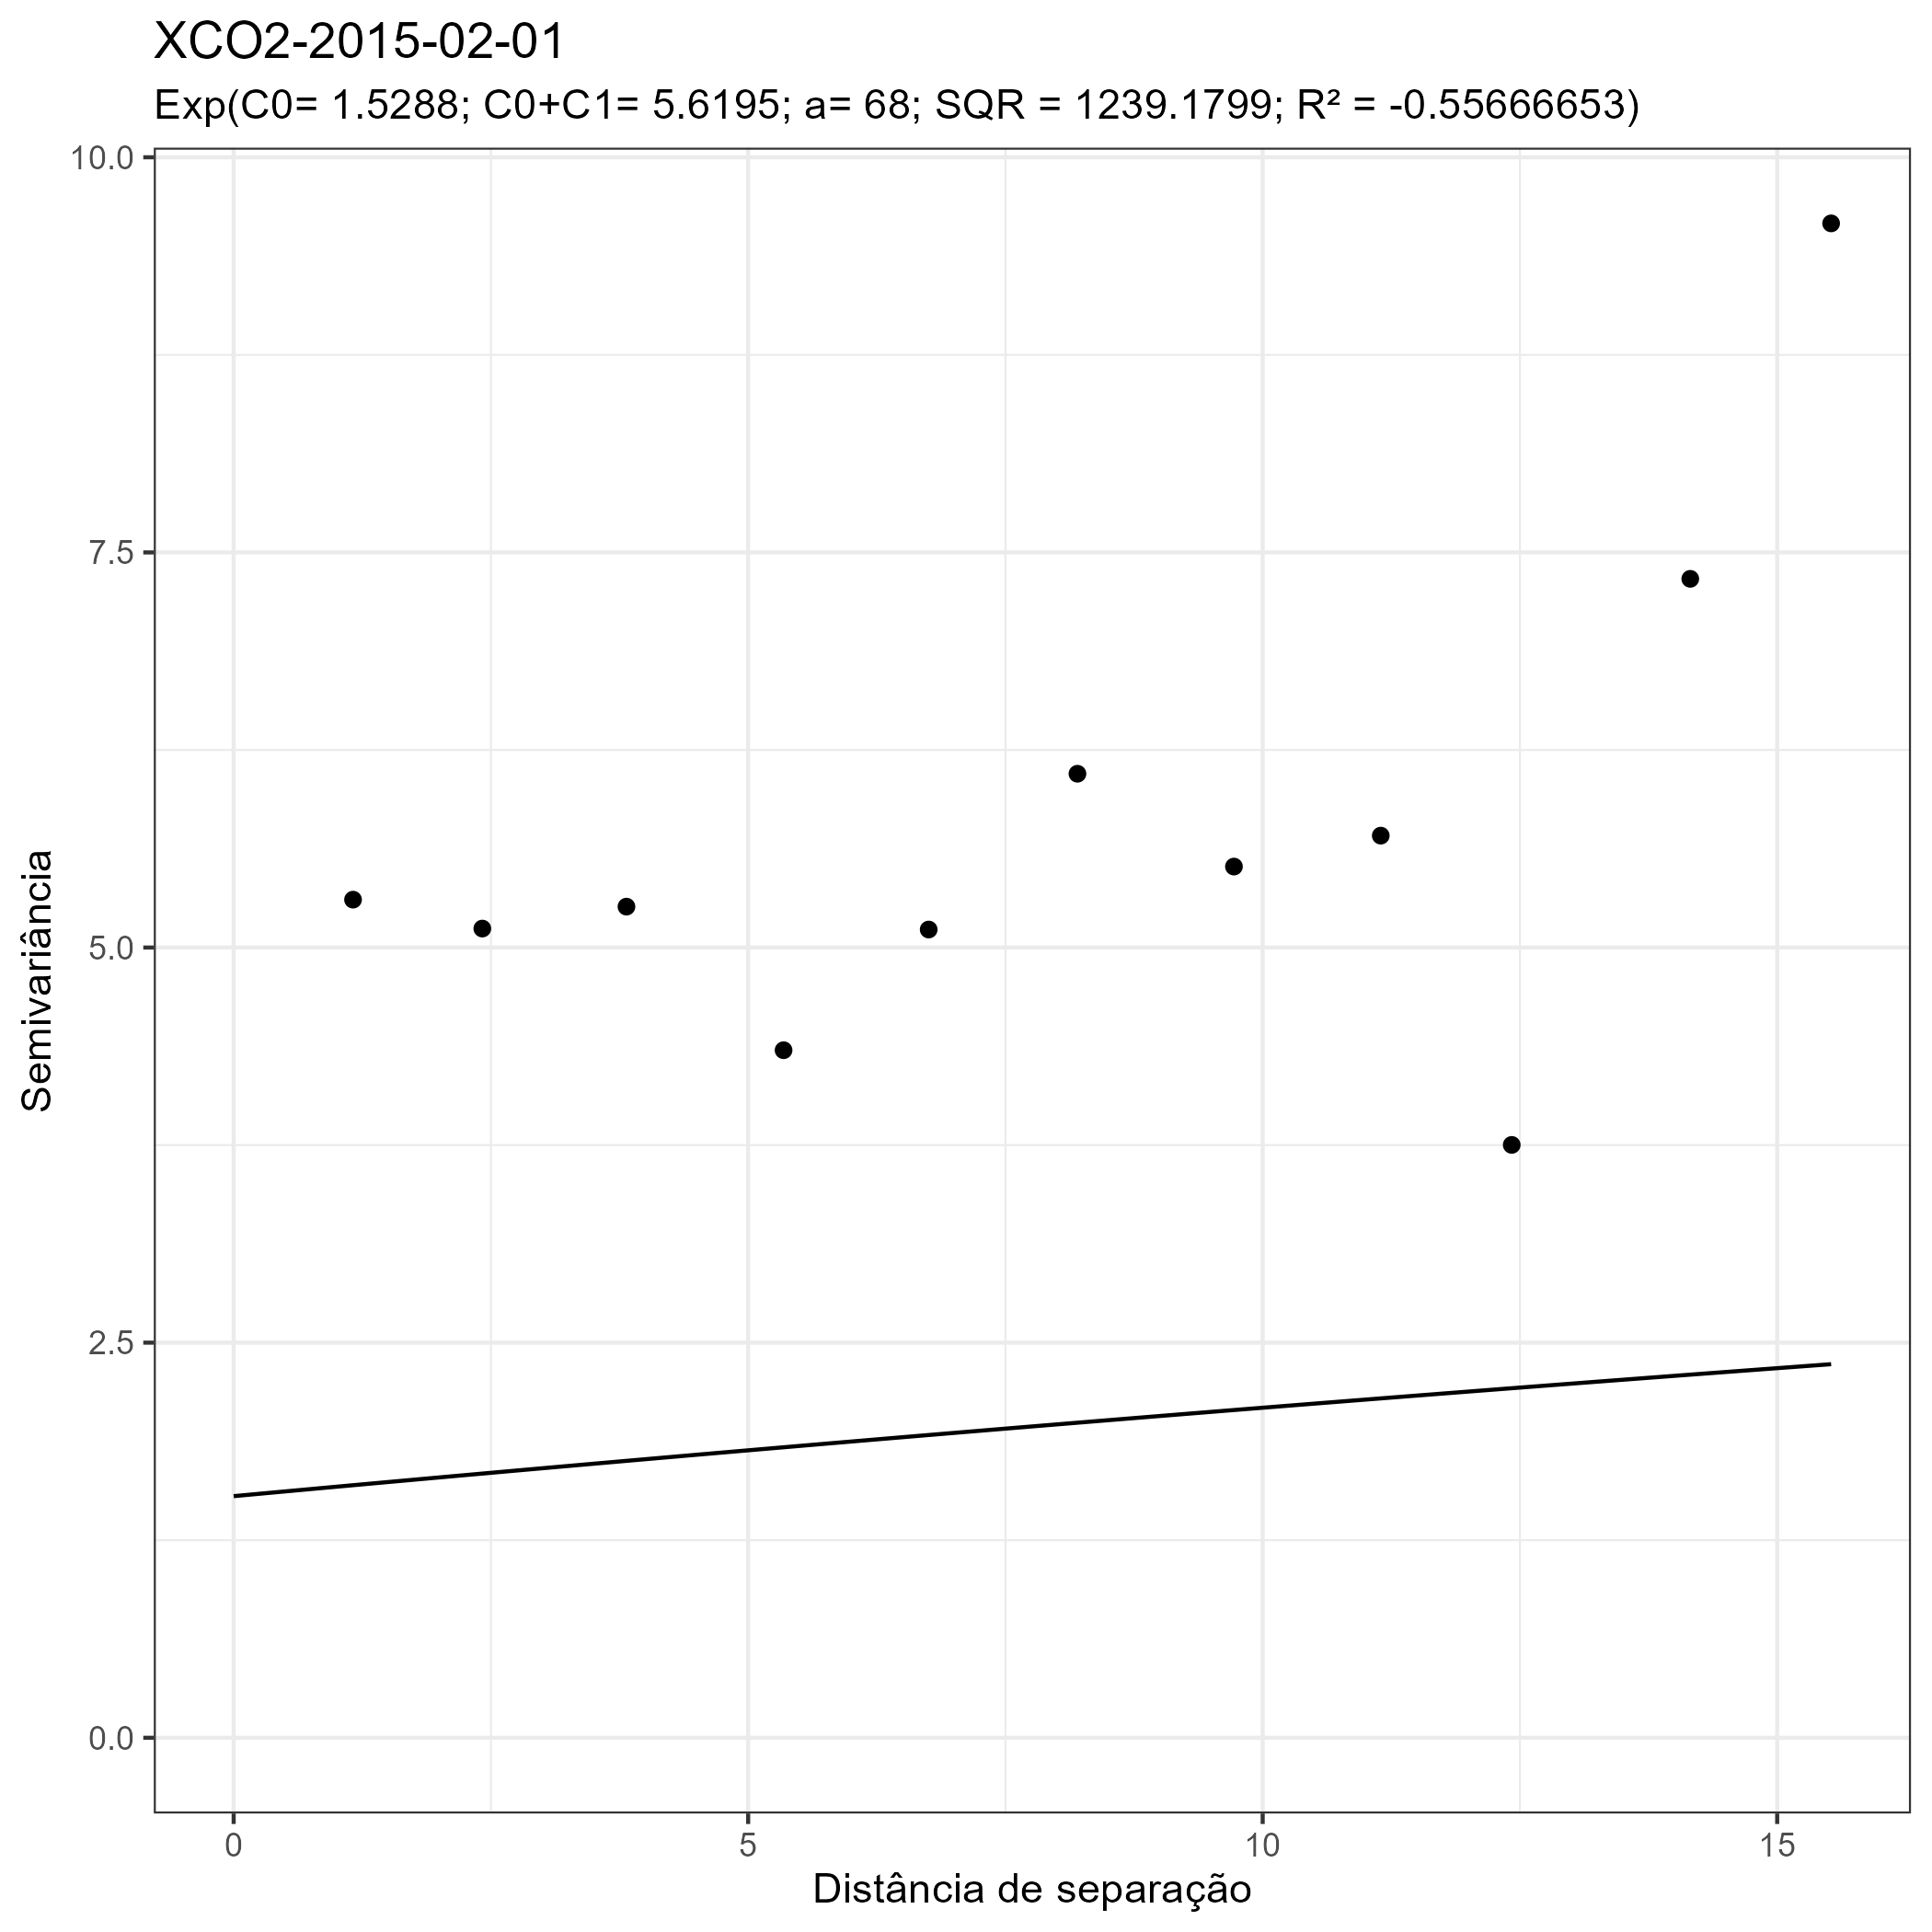 XCO2-2015-02-01
Exp(C0= 1.5288; C0+C1= 5.6195; a= 68; SQR = 1239.1799; R² = -0.55666653)
10.0
7.5
5.0
2.5
0.0
Semivariância
0 5 10 15
Distância de separação